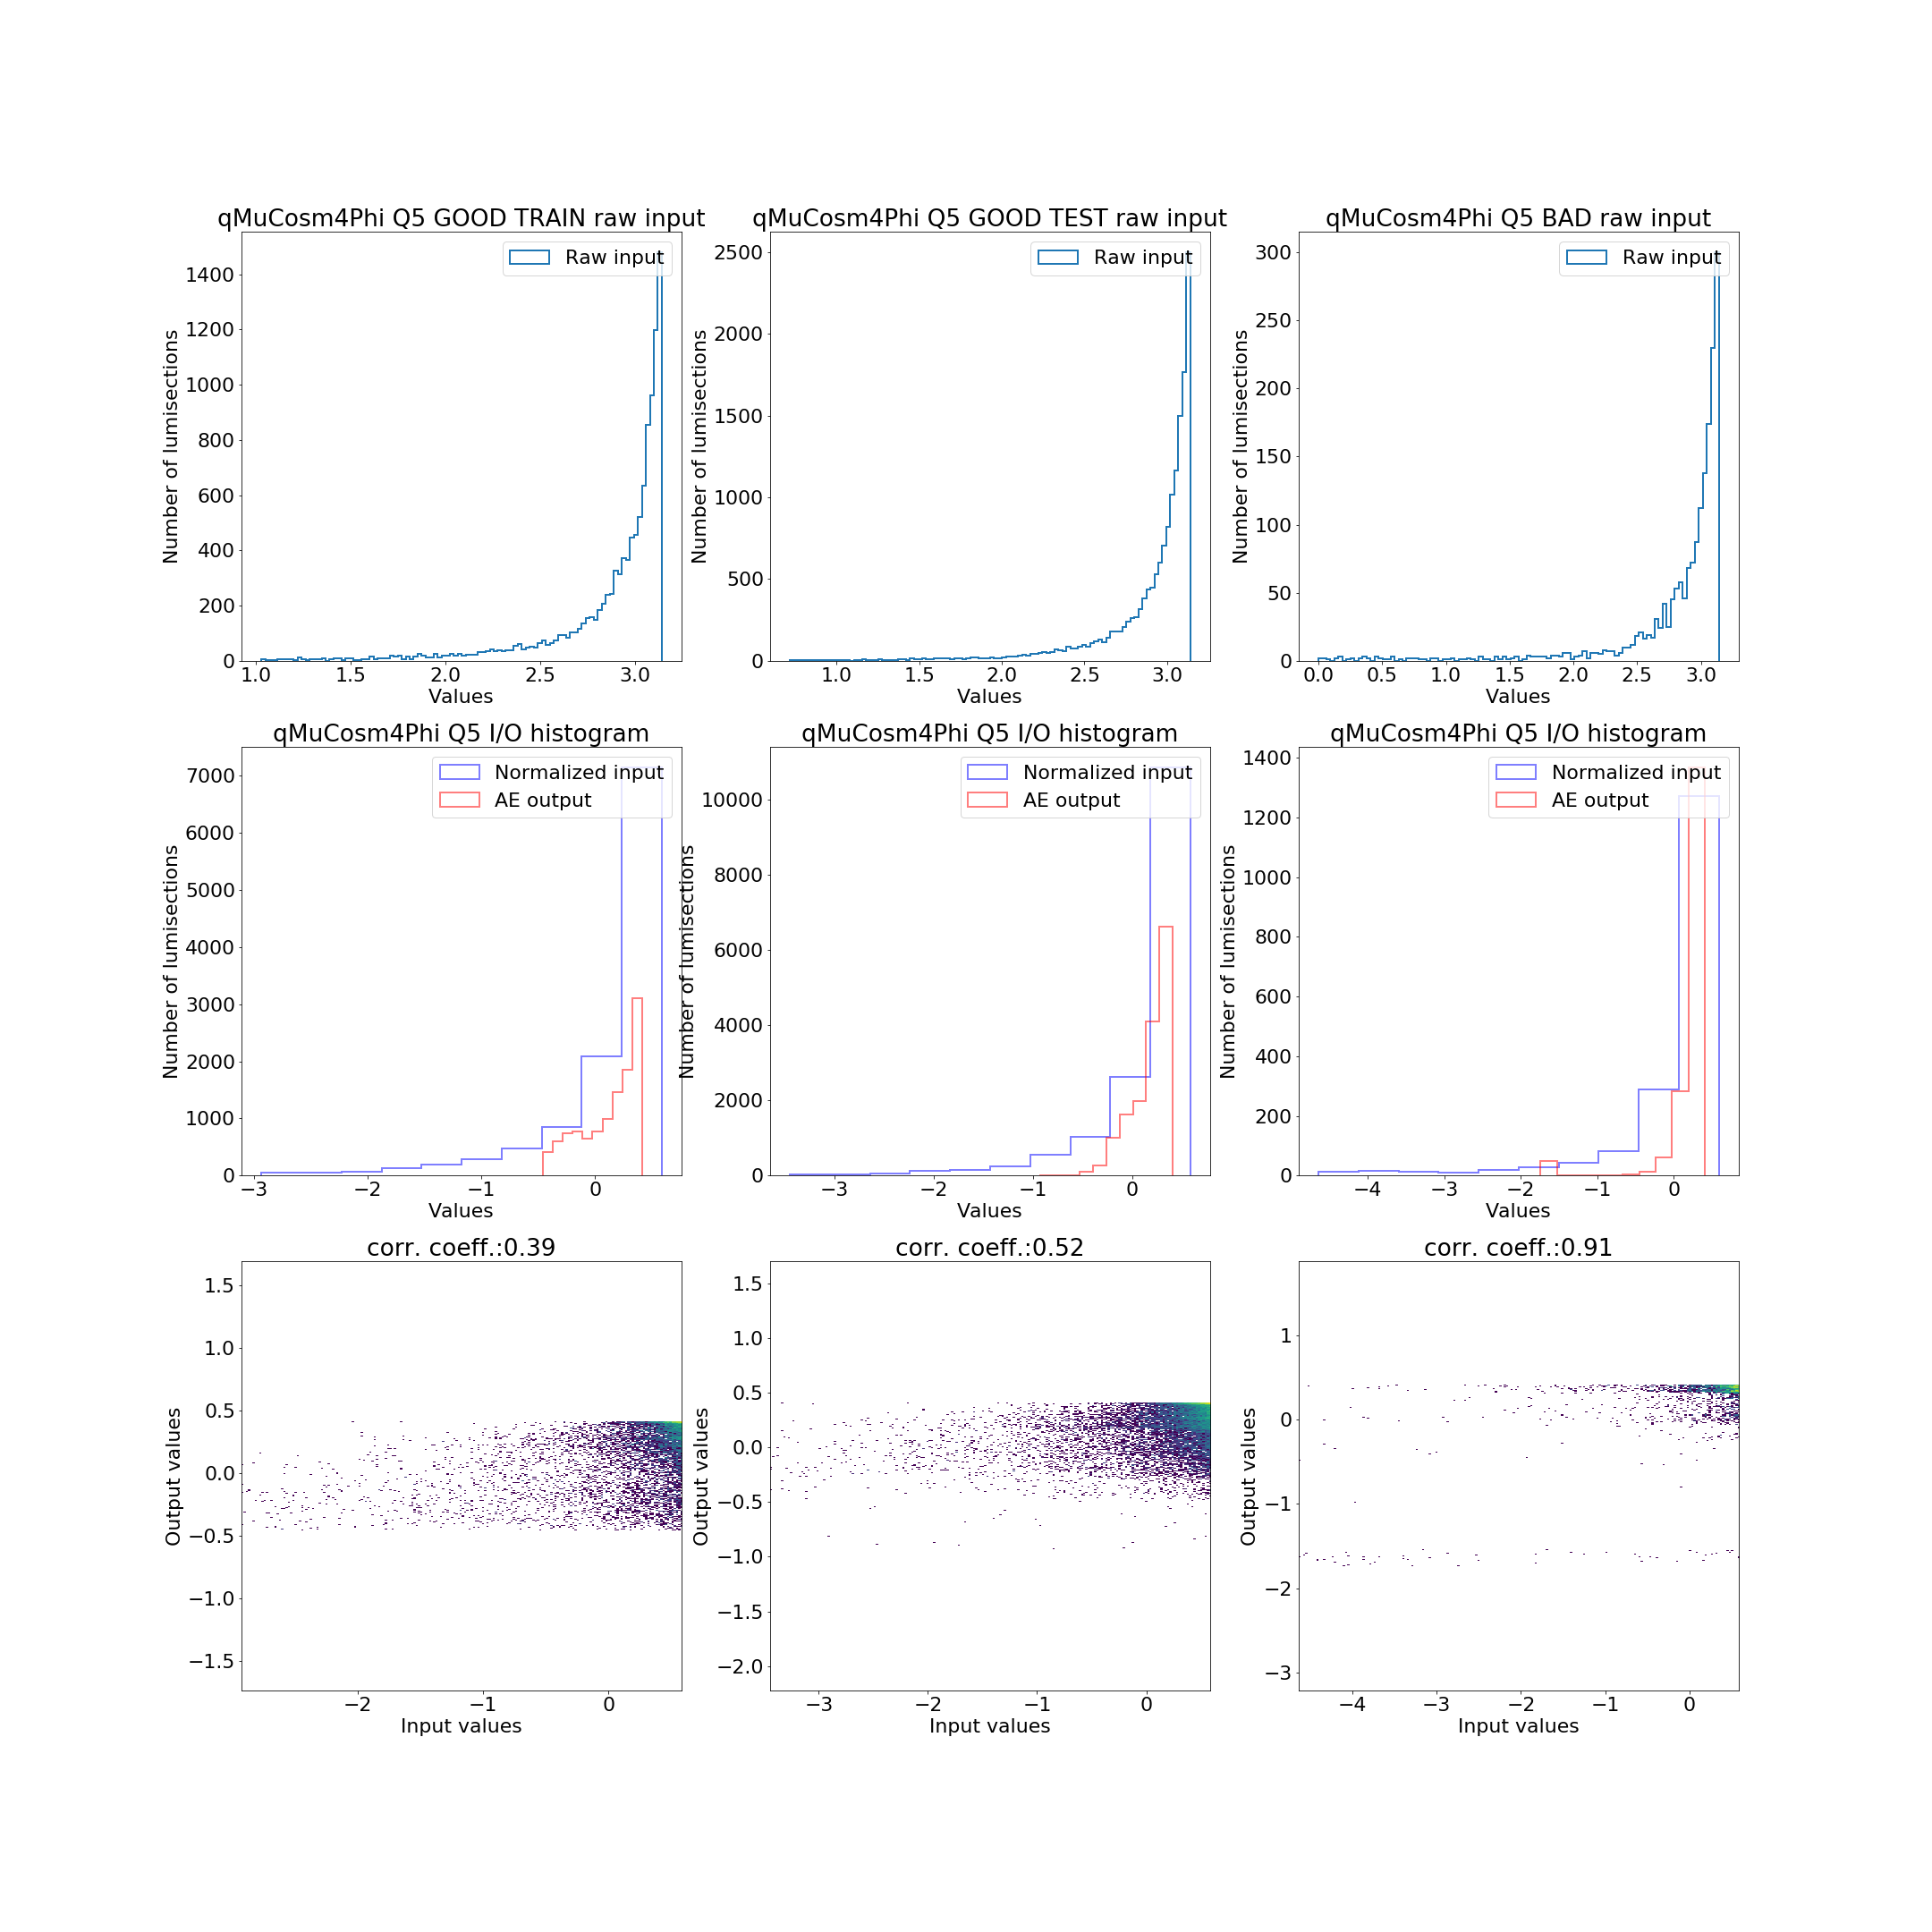 qMuCosm4Phi Q5 GOOD TRAIN raw input
Raw input
Number of lumisections
1400
1200
1000
800
600
400
200
0
1.0 1.5 2.0 2.5 3.0
Values
qMuCosm4Phi Q5 GOOD TEST raw input
Raw input
Number of lumisections
2500
2000
1500
1000
500
0
1.0 1.5 2.0 2.5 3.0
Values
qMuCosm4Phi Q5 BAD raw input
Raw input
Number of lumisections
300
250
200
150
100
50
0
0.0 0.5 1.0 1.5 2.0 2.5 3.0
Values
qMuCosm4Phi Q5 I/O histogram
Normalized input
AE output
Number of lumisections
7000
6000
5000
4000
3000
2000
1000
0
−3 −2 −1 0
Values
qMuCosm4Phi Q5 I/O histogram
Normalized input
AE output
Number of lumisections
10000
8000
6000
4000
2000
0
−3 −2 −1 0
Values
qMuCosm4Phi Q5 I/O histogram
Normalized input
AE output
Number of lumisections
1400
1200
1000
800
600
400
200
0
−4 −3 −2 −1 0
Values
corr. coeff.:0.39
Output values
1.5
1.0
0.5
0.0
−0.5
−1.0
−1.5
−2 −1 0
Input values
corr. coeff.:0.52
Output values
1.5
1.0
0.5
0.0
−0.5
−1.0
−1.5
−2.0
−3 −2 −1 0
Input values
corr. coeff.:0.91
Output values
1
0
−1
−2
−3
−4 −3 −2 −1 0
Input values